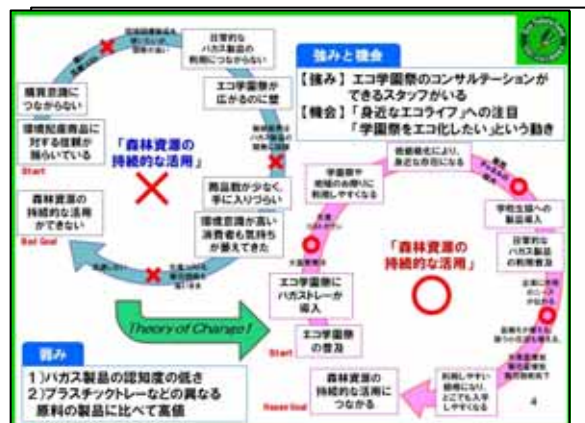 日常的な
バガス製品の
利用につながらない
購買意識に
つながらない
エコ学園祭が
広がるのに壁
環境配慮商品に
対する信頼が
揺らいでいる
Start
「森林資源の
持続的な活用」
商品数が少なく、
手に入りづらい
環境意識が高い
消費者も気持ち
が萎えてきた
森林資源の
持続的な活用
ができない
Bad Goal
強みと機会
【強み】エコ学園祭のコンサルテーションが
できるスタッフがいる
【機会】「身近なエコライフ」への注目
「学園祭をエコ化したい」という動き
低価格化により、
身近な存在になる
学園祭や
地域のお祭りに
利用しやすくなる
学校生協への
製品導入
日常的な
バガス製品
の利用普及
「森林資源の
持続的な活用」
エコ学園祭に
バガストレーが
導入
エコ学園祭
の普及
Start
利用しやすい
価格になり、
どこでも入手
しやすくなる
森林資源の
持続的な活用に
つながる
Theory of Change!
弱み
1）バガス製品の認知度の低さ
2）プラスチックトレーなどの異なる
原料の製品に比べて高値
4